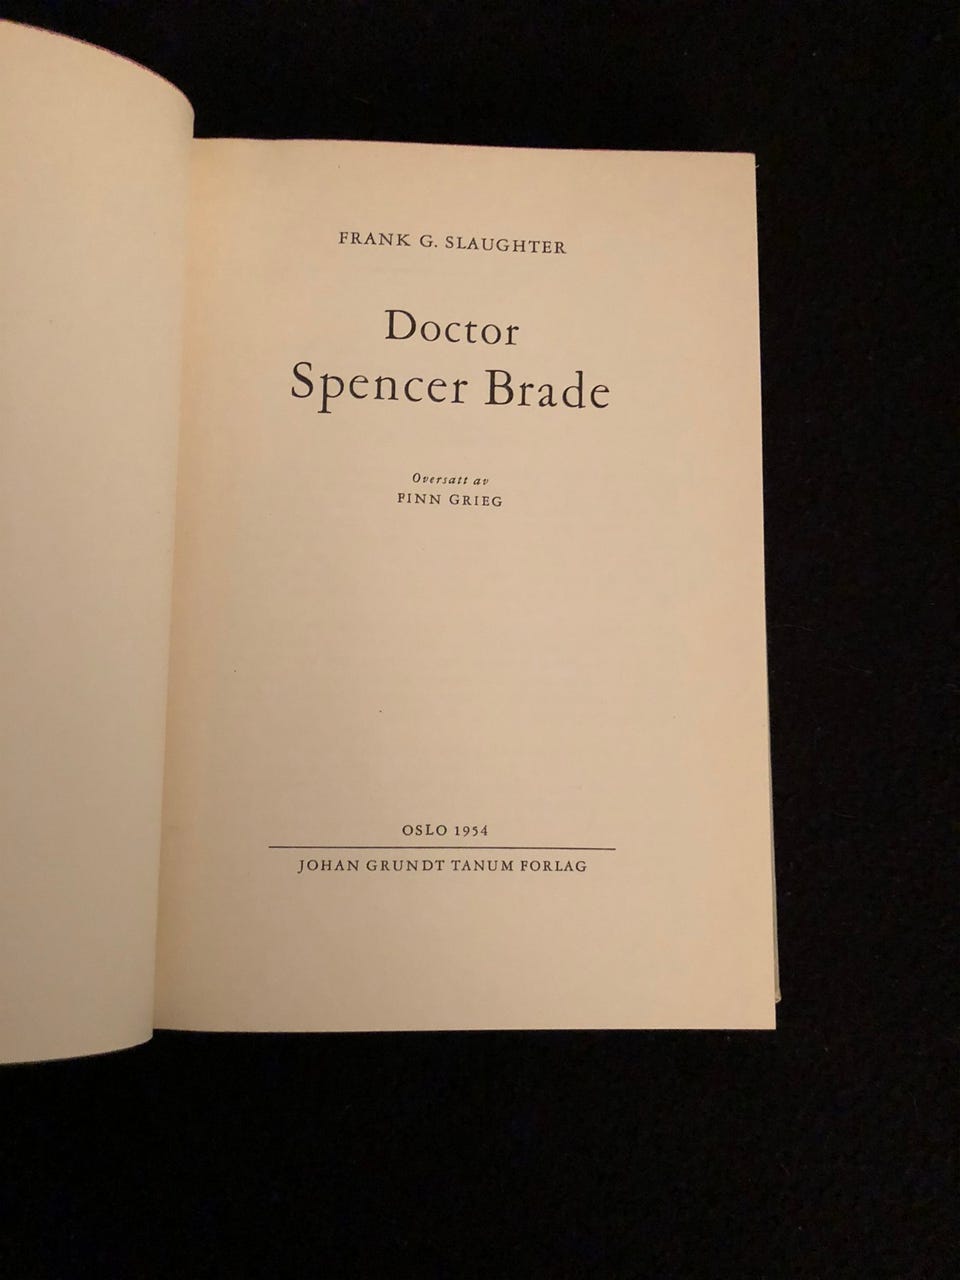 FRANK G. SLAUGHTER
Doctor
Spencer Brade
Oversatt av
FINN GRIEG
OSLO 1954
JOHAN GRUNDT TANUM FORLAG